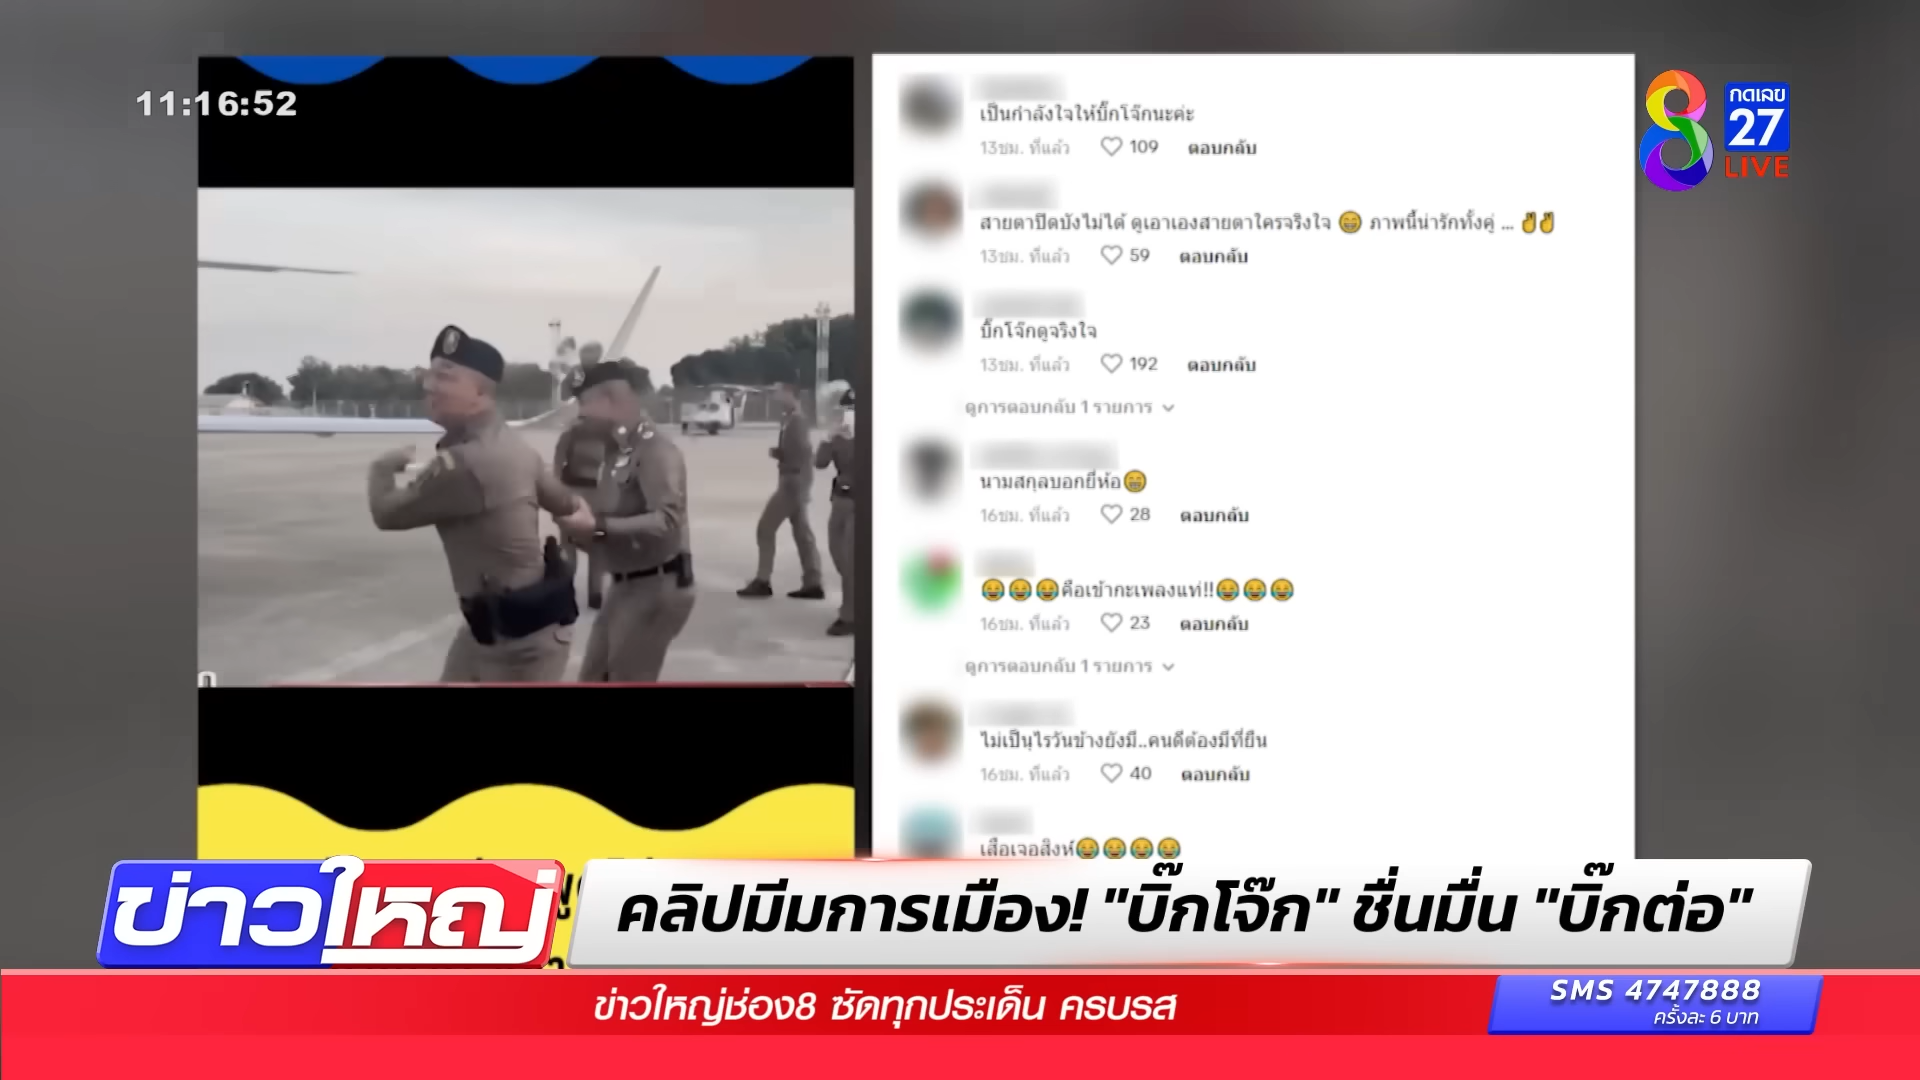 11:16:52
กดเลข
27
LIVE
เป็นกำลังใจให้บิ๊กโจ๊กนะค่ะ
13ชม. ที่แล้ว 109 ตอบกลับ
สายตาปิดบังไม่ได้ ดูเอาเองสายตาใครจริงใจ 😁 ภาพนี้น่ารักทั้งคู่ ... ✌✌
13ชม. ที่แล้ว 59 ตอบกลับ
บิ๊กโจ๊กดูจริงใจ
13ชม. ที่แล้ว 192 ตอบกลับ
ดูการตอบกลับ 1 รายการ
นามสกุลบอกยี่ห้อ😁
16ชม. ที่แล้ว 28 ตอบกลับ
😂😂😂คือเข้ากะเพลงแท่!!😂😂😂
16ชม. ที่แล้ว 23 ตอบกลับ
ดูการตอบกลับ 1 รายการ
ไม่เป็นไรวันข้างยังมี..คนดีต้องมีที่ยืน
16ชม. ที่แล้ว 40 ตอบกลับ
เสือเจอสิงห์😂😂😂😂
ข่าวใหญ่
คลิปมีมการเมือง! "บิ๊กโจ๊ก" ชื่นมื่น "บิ๊กต่อ"
ข่าวใหญ่ช่อง8 ซัดทุกประเด็น ครบรส
SMS 4747888
ครั้งละ 6 บาท